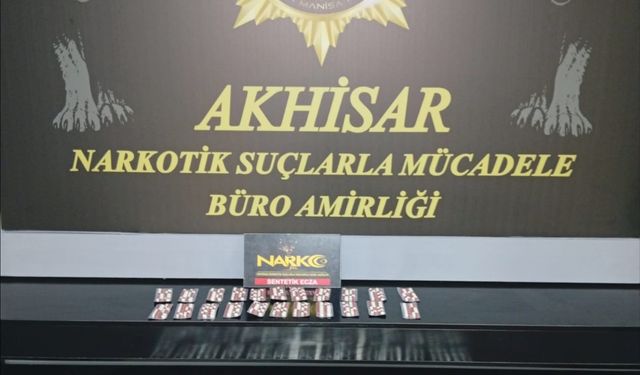 MANİSA
AKHİSAR
NARKOTİK SUÇLARLA MÜCADELE
BÜRO AMİRLİĞİ
NARKO
SENTETİK ECZA